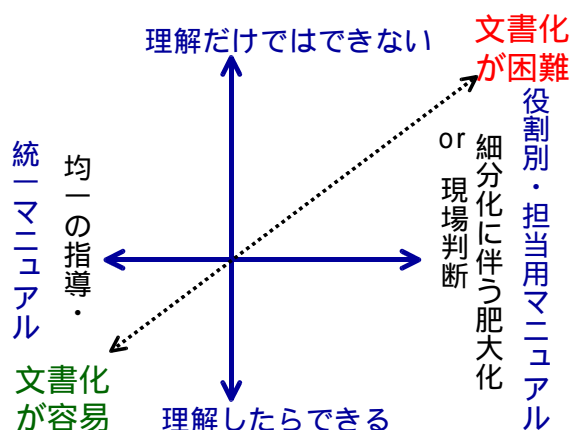 理解だけではできない
文書化
が困難
役割別・担当用マニュアル
細分化に伴う肥大化
or 現場判断
均一の指導・
統一マニュアル
文書化
が容易
理解したらできる